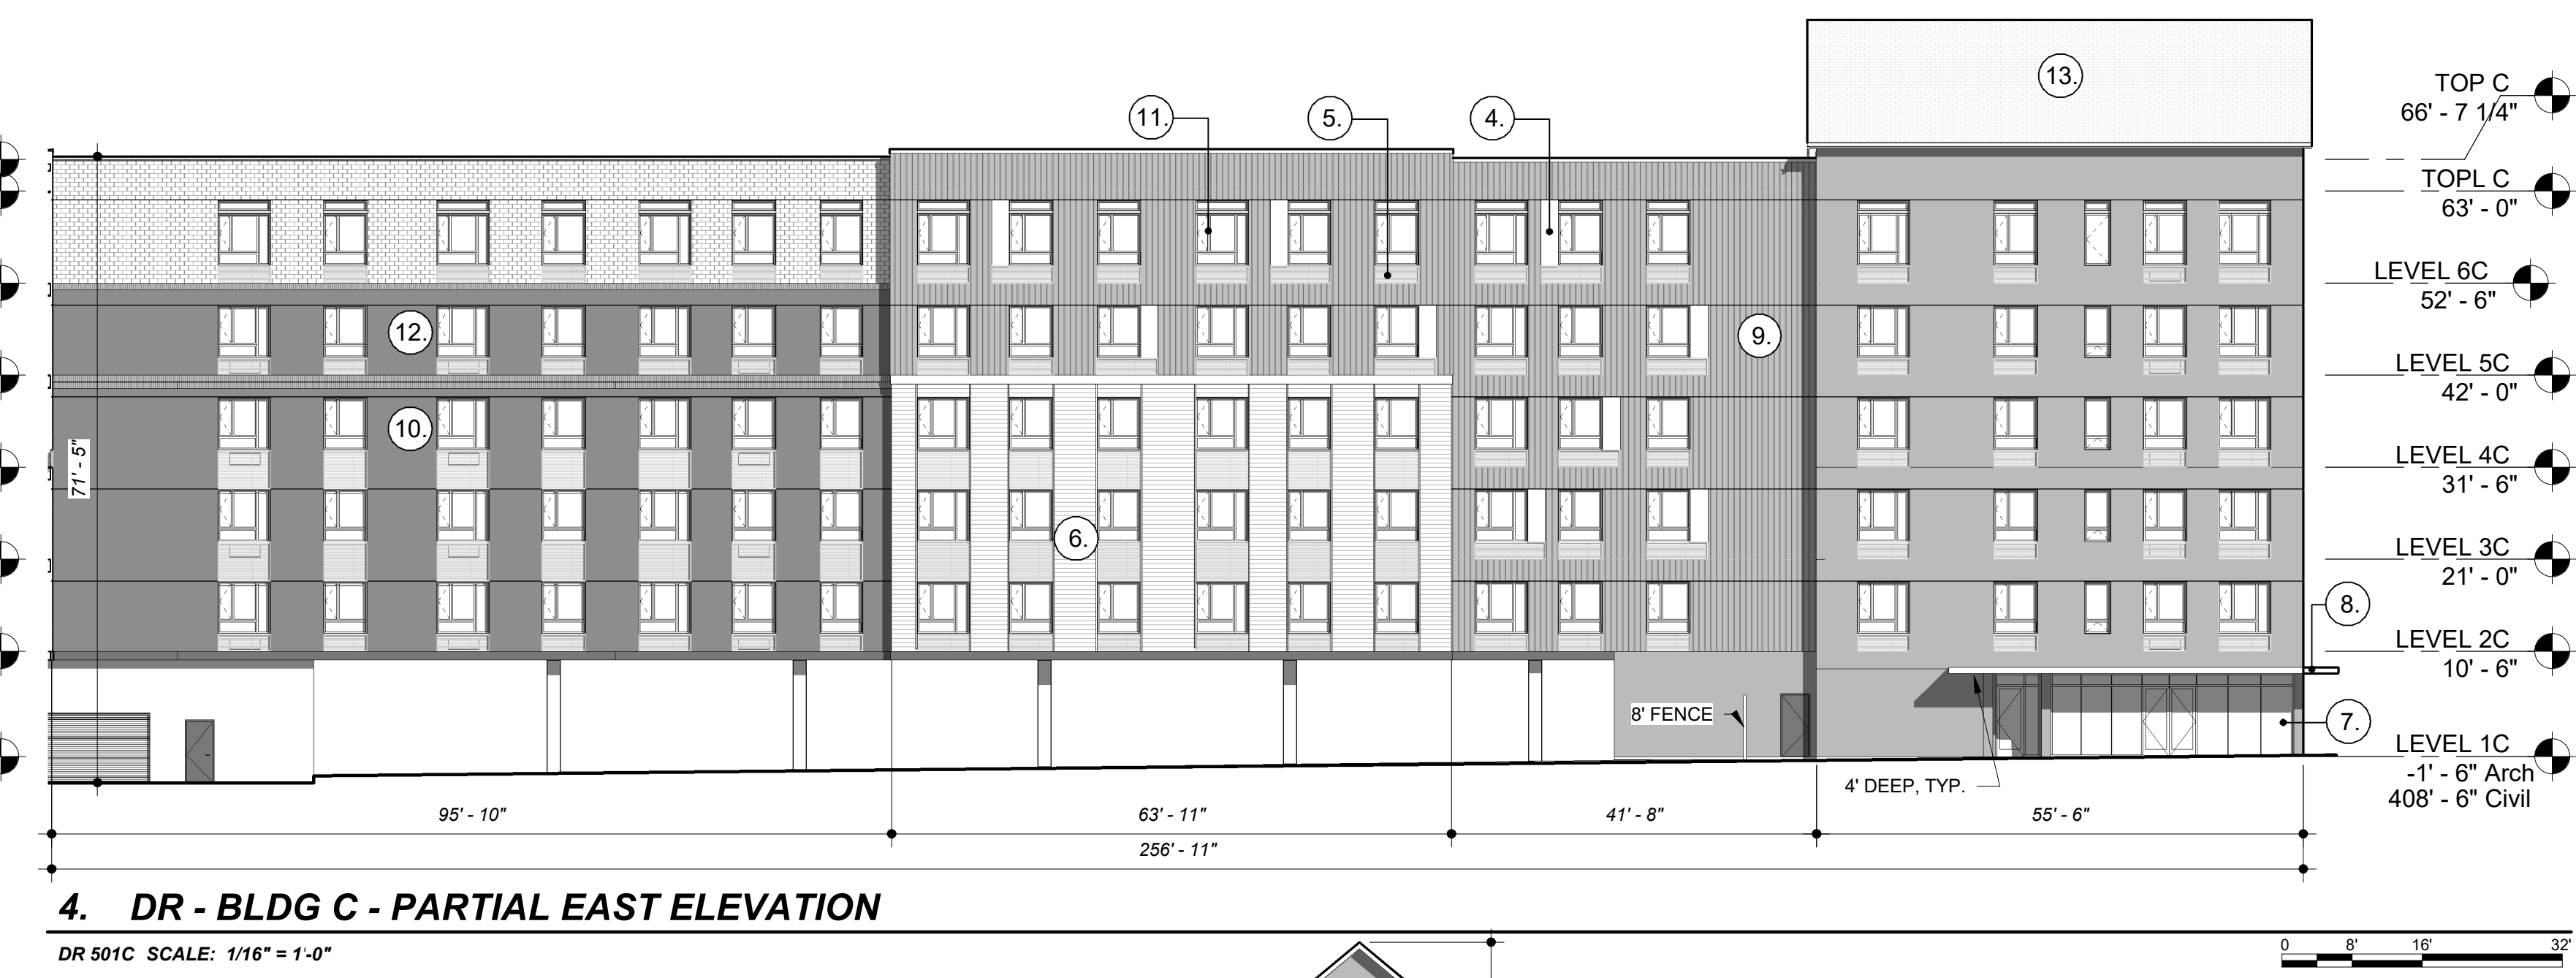 13.
TOP C
66' - 7 1/4"
11.
5.
4.
TOPL C
63' - 0"
LEVEL 6C
52' - 6"
12.
9.
LEVEL 5C
42' - 0"
10.
71' - 5"
LEVEL 4C
31' - 6"
6.
LEVEL 3C
21' - 0"
8.
LEVEL 2C
10' - 6"
8' FENCE
7.
LEVEL 1C
-1' - 6" Arch
408' - 6" Civil
4' DEEP, TYP.
95' - 10"
63' - 11"
41' - 8"
55' - 6"
256' - 11"
4. DR - BLDG C - PARTIAL EAST ELEVATION
DR 501C SCALE: 1/16" = 1'-0"
0 8' 16' 32'